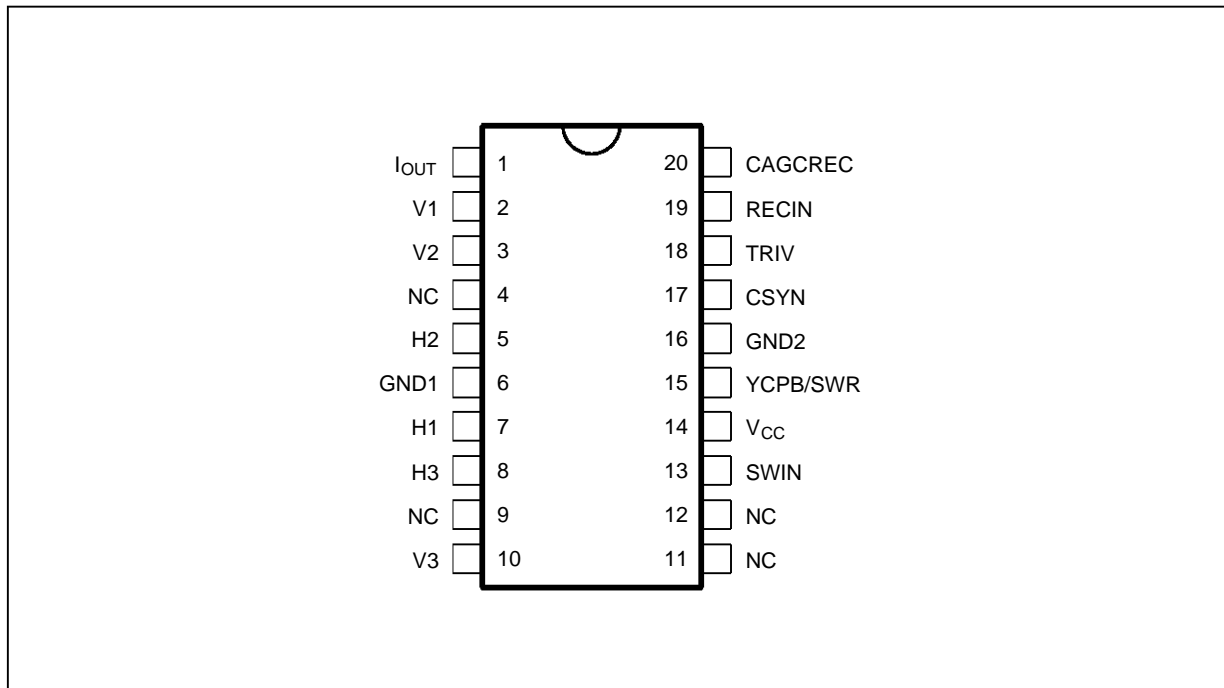 I_OUT 1 20 CAGCREC
V1 2 19 RECIN
V2 3 18 TRIV
NC 4 17 CSYN
H2 5 16 GND2
GND1 6 15 YCPB/SWR
H1 7 14 V_CC
H3 8 13 SWIN
NC 9 12 NC
V3 10 11 NC